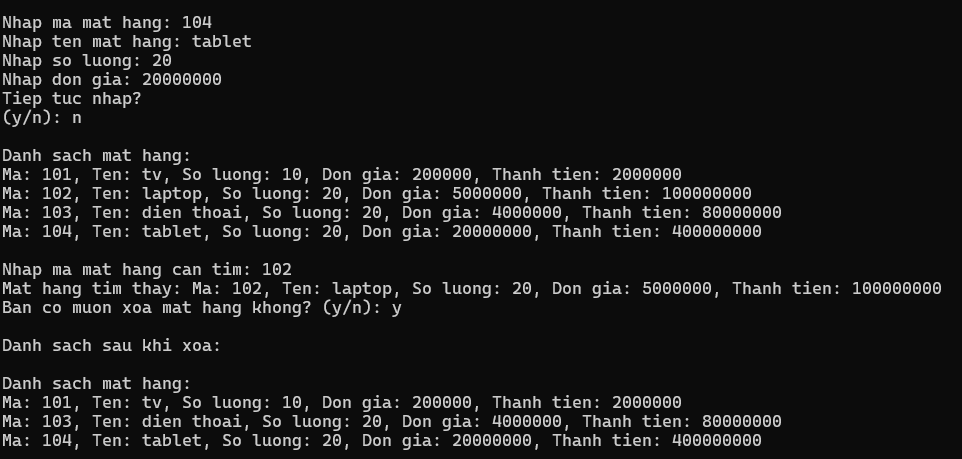 Nhap ma mat hang: 104
Nhap ten mat hang: tablet
Nhap so luong: 20
Nhap don gia: 20000000
Tiep tuc nhap?
(y/n): n
Danh sach mat hang:
Ma: 101, Ten: tv, So luong: 10, Don gia: 200000, Thanh tien: 2000000
Ma: 102, Ten: laptop, So luong: 20, Don gia: 5000000, Thanh tien: 100000000
Ma: 103, Ten: dien thoai, So luong: 20, Don gia: 4000000, Thanh tien: 80000000
Ma: 104, Ten: tablet, So luong: 20, Don gia: 20000000, Thanh tien: 400000000
Nhap ma mat hang can tim: 102
Mat hang tim thay: Ma: 102, Ten: laptop, So luong: 20, Don gia: 5000000, Thanh tien: 100000000
Ban co muon xoa mat hang khong? (y/n): y
Danh sach sau khi xoa:
Danh sach mat hang:
Ma: 101, Ten: tv, So luong: 10, Don gia: 200000, Thanh tien: 2000000
Ma: 103, Ten: dien thoai, So luong: 20, Don gia: 4000000, Thanh tien: 80000000
Ma: 104, Ten: tablet, So luong: 20, Don gia: 20000000, Thanh tien: 400000000